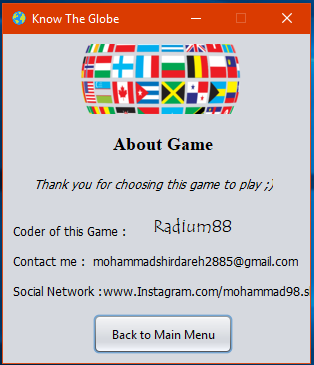 Know The Globe
About Game
Thank you for choosing this game to play ;)
Coder of this Game : Radium88
Contact me : mohammadshirdareh2885@gmail.com
Social Network :www.Instagram.com/mohammad98.s
Back to Main Menu